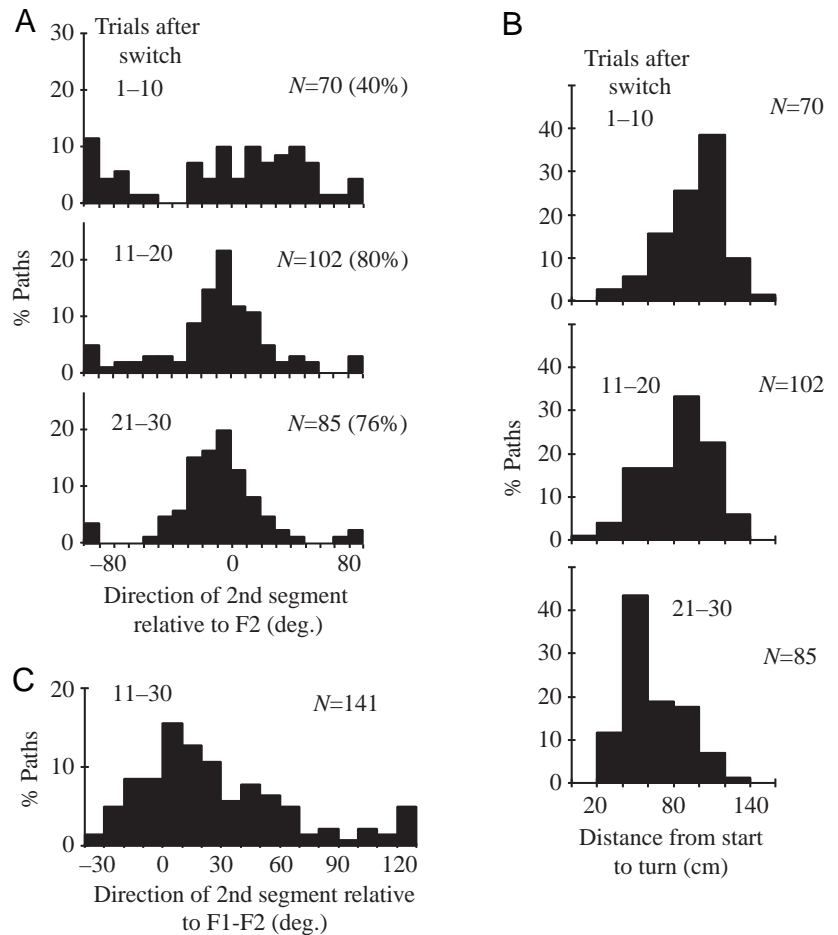 A
Trials after
switch
1–10
N=70 (40%)
30
20
10
0
11–20
N=102 (80%)
20
10
0
% Paths
21–30
N=85 (76%)
20
10
0
–80 0 80
Direction of 2nd segment
relative to F2 (deg.)
B
Trials after
switch
1–10
N=70
40
30
20
10
0
11–20
N=102
40
30
20
10
0
% Paths
21–30
N=85
40
30
20
10
0
20 80 140
Distance from start
to turn (cm)
C
11–30
N=141
20
10
0
% Paths
–30 0 30 60 90 120
Direction of 2nd segment relative
to F1-F2 (deg.)